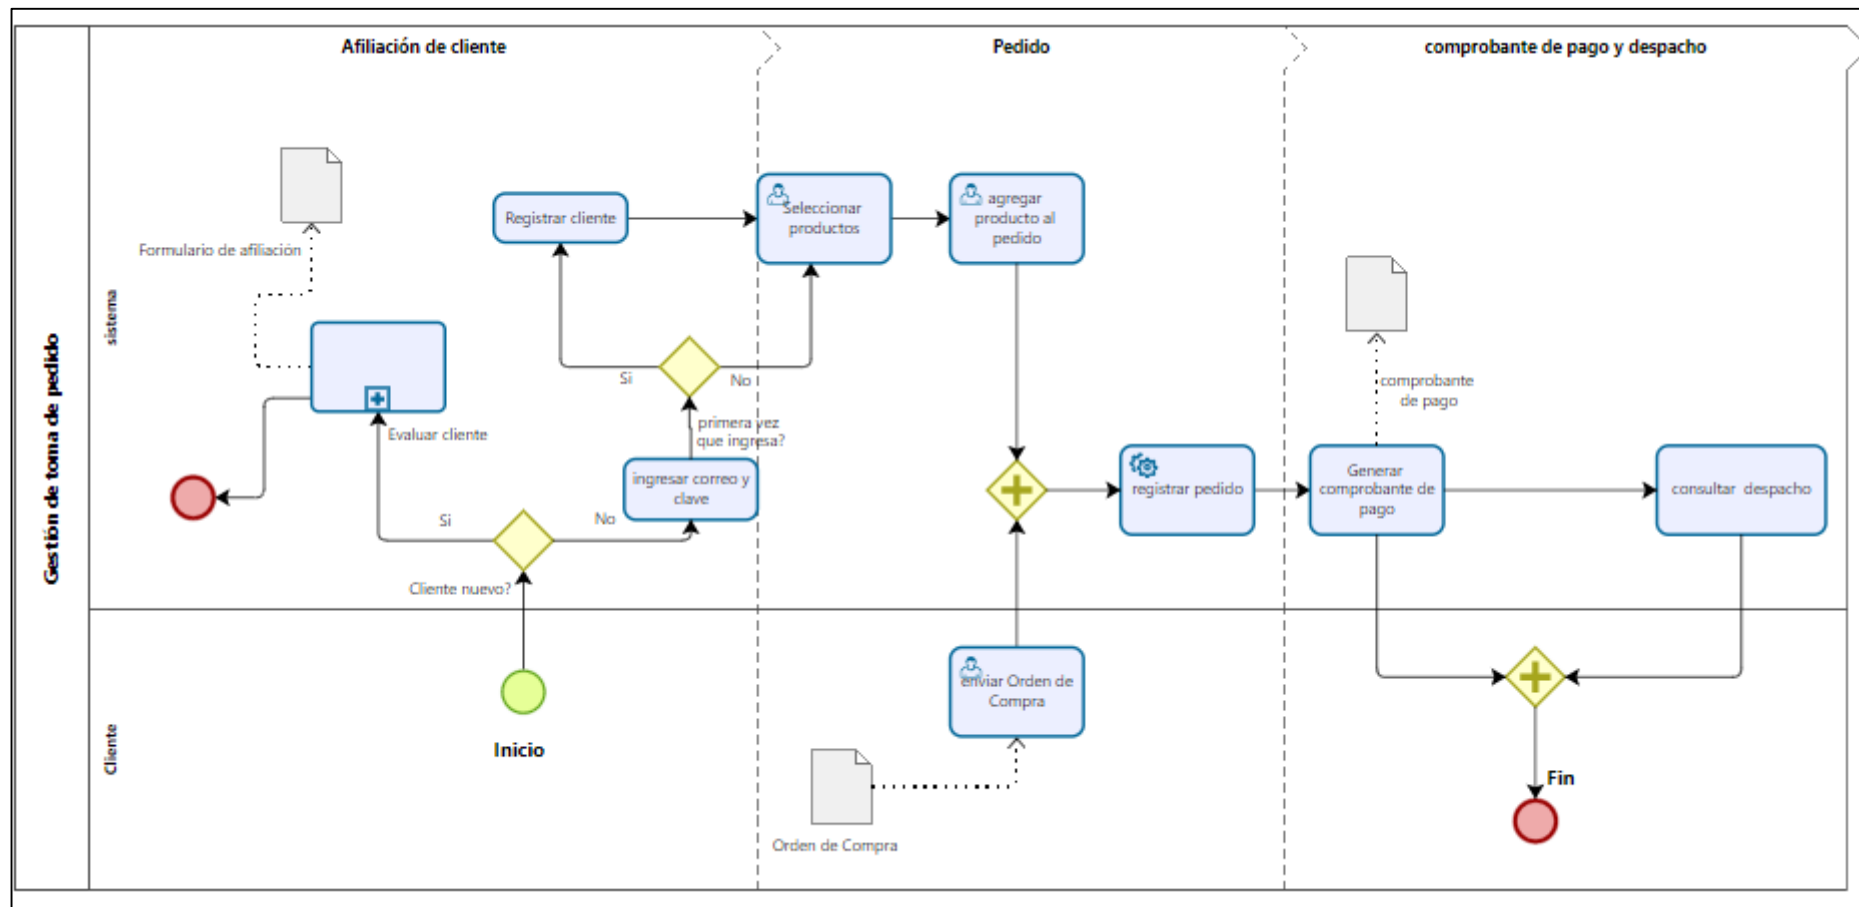 Gestión de toma de pedido
Afiliación de cliente
Pedido
comprobante de pago y despacho
sistema
Formulario de afiliación
Registrar cliente
Seleccionar
productos
agregar
producto al
pedido
Si
No
primera vez
que ingresa?
Evaluar cliente
ingresar correo y
clave
Si
No
Cliente nuevo?
registrar pedido
comprobante
de pago
Generar
comprobante de
pago
consultar despacho
Cliente
Inicio
enviar Orden de
Compra
Orden de Compra
Fin